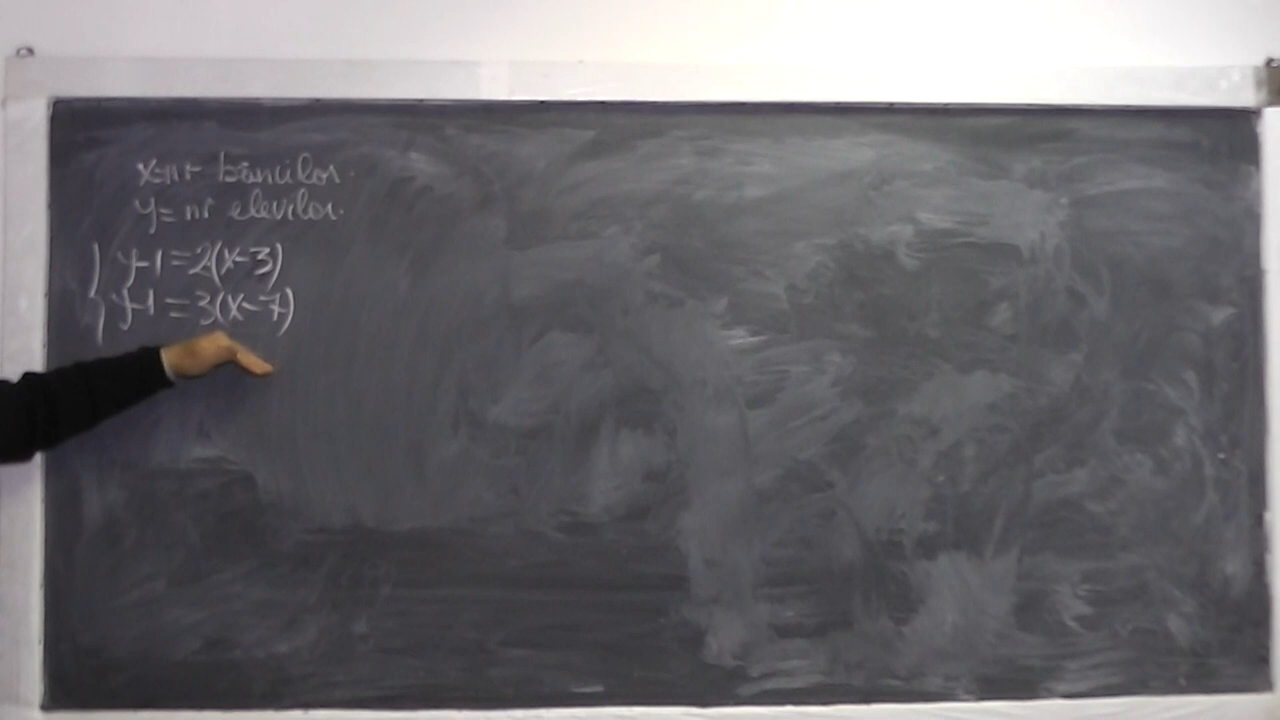 x=nr băncilor.
y=nr elevilor.
y-1=2(x-3)
y-1=3(x-7)